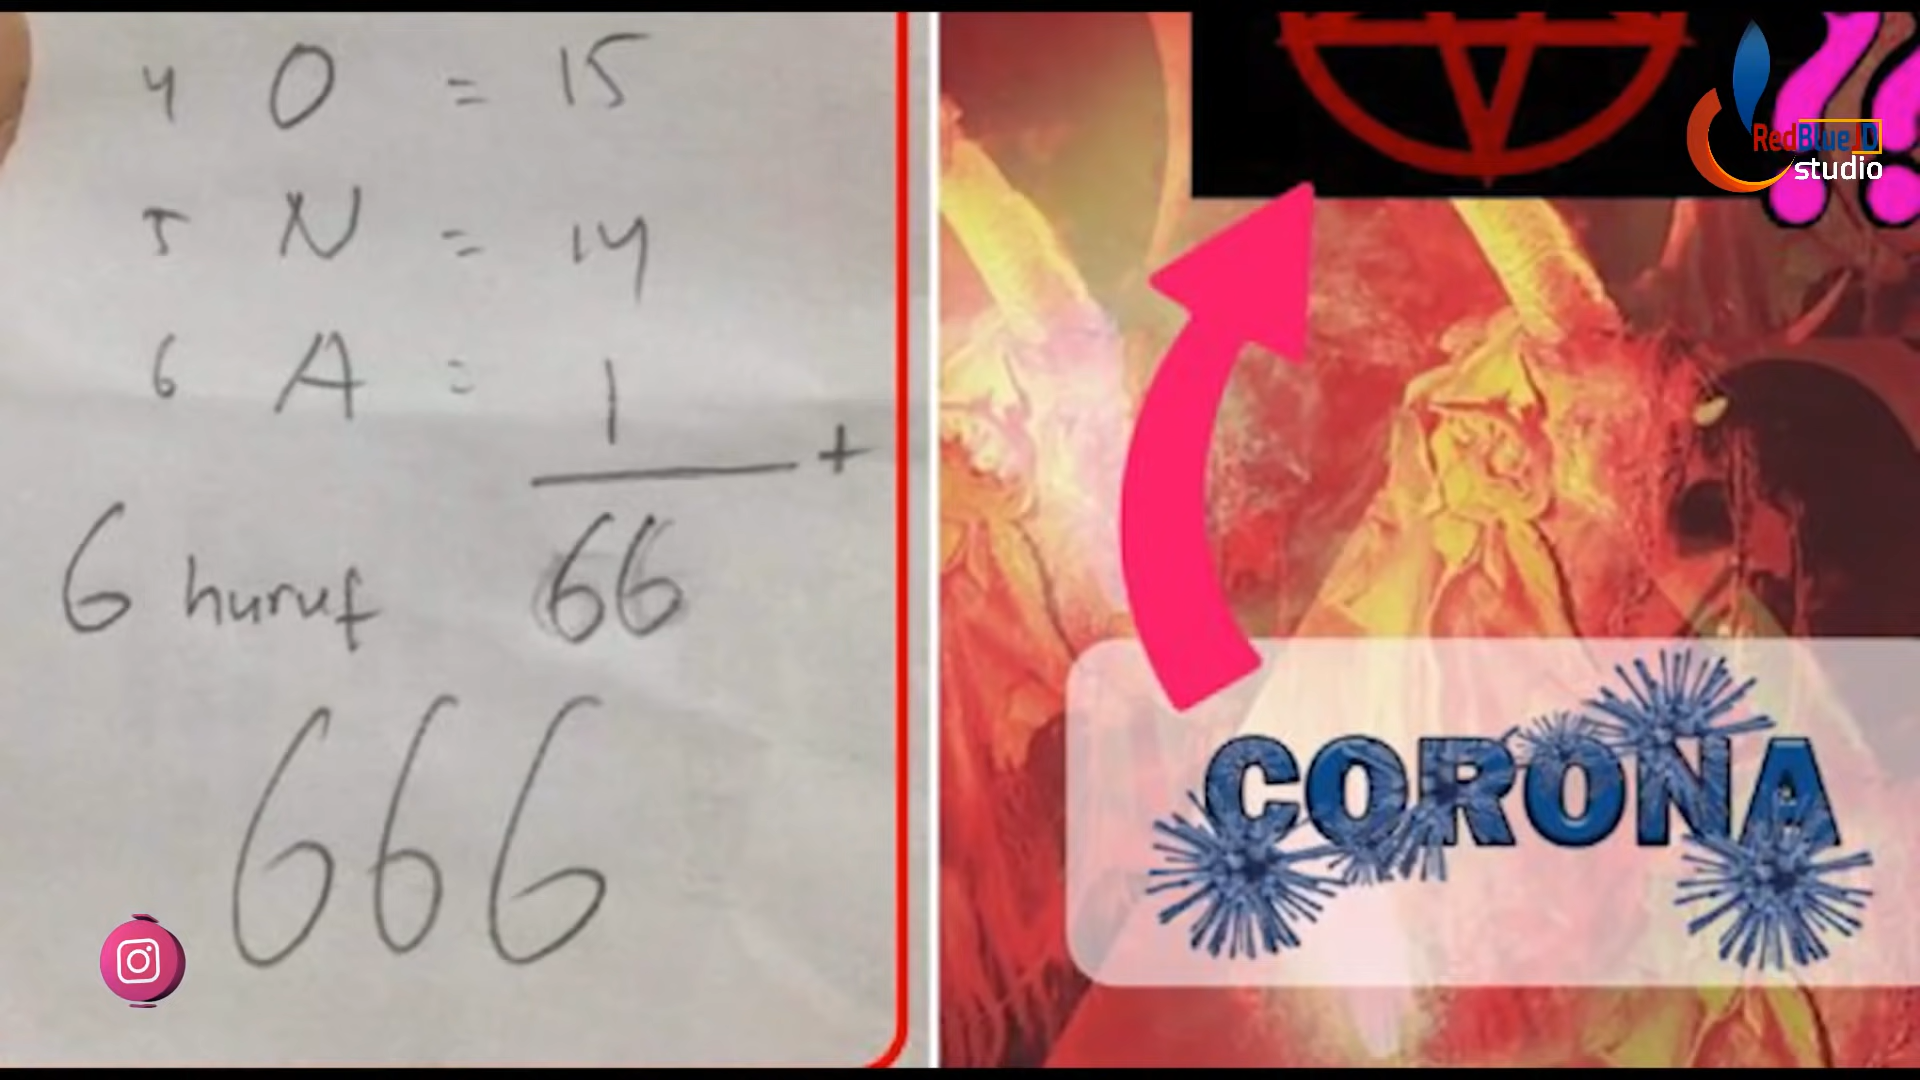 4 O = 15
5 N = 14
6 A = 1
+
6 huruf 66
666
??
RedBlueID
studio
CORONA